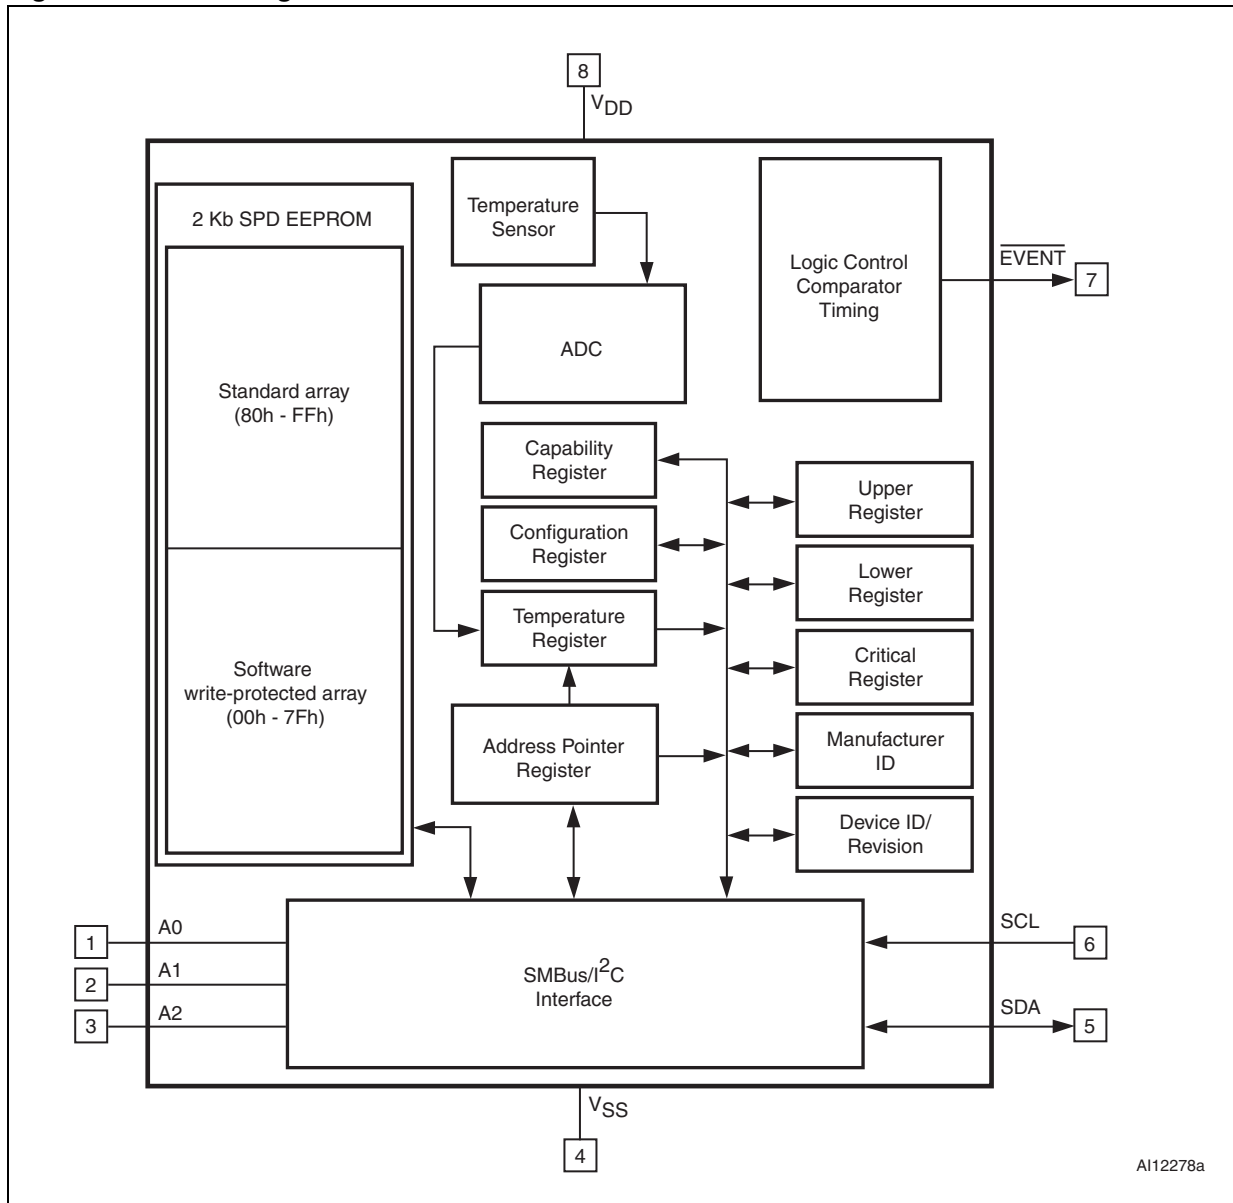 8
VDD
2 Kb SPD EEPROM
Temperature
Sensor
Logic Control
Comparator
Timing
EVENT
7
ADC
Standard array
(80h - FFh)
Capability
Register
Upper
Register
Configuration
Register
Lower
Register
Temperature
Register
Critical
Register
Software
write-protected array
(00h - 7Fh)
Address Pointer
Register
Manufacturer
ID
Device ID/
Revision
1
A0
2
A1
3
A2
SMBus/I2C
Interface
SCL
6
SDA
5
VSS
4
AI12278a